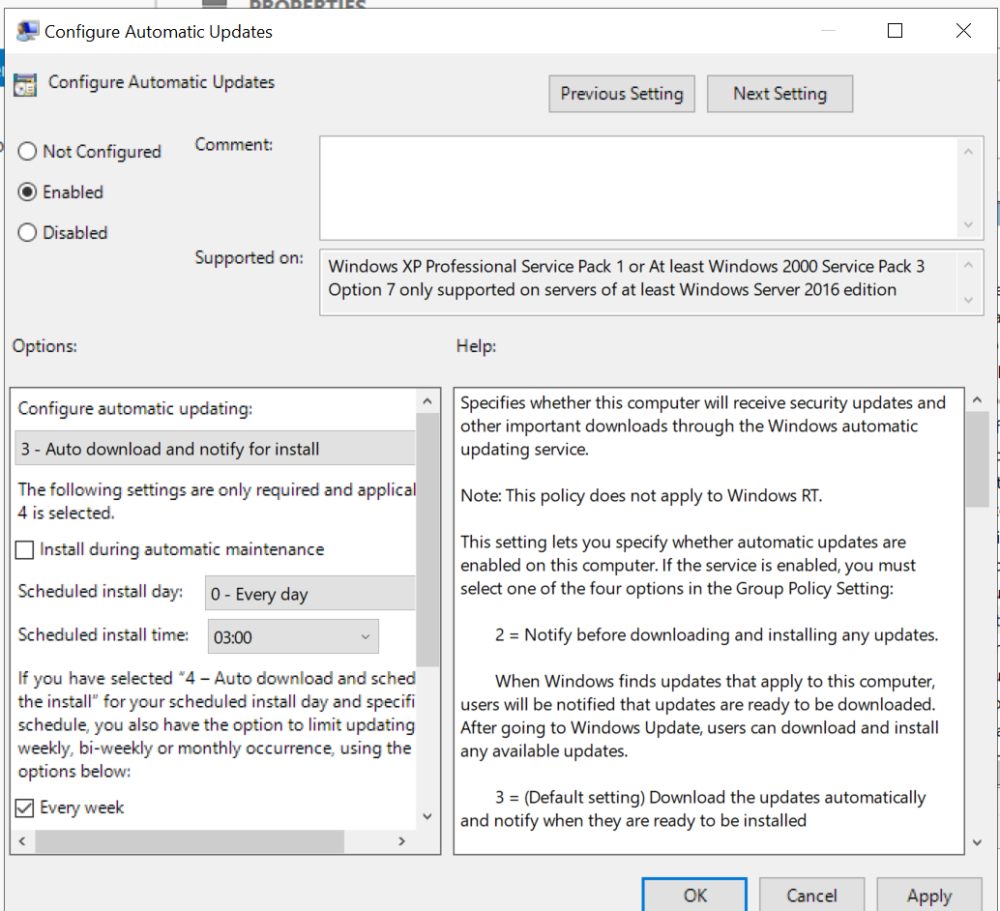 PROPERTIES
Configure Automatic Updates
Configure Automatic Updates
Previous Setting
Next Setting
Not Configured
Enabled
Disabled
Comment:
Supported on:
Windows XP Professional Service Pack 1 or At least Windows 2000 Service Pack 3
Option 7 only supported on servers of at least Windows Server 2016 edition
Options:
Help:
Configure automatic updating:
3 - Auto download and notify for install
The following settings are only required and applical
4 is selected.
Install during automatic maintenance
Scheduled install day:
0 - Every day
Scheduled install time:
03:00
If you have selected “4 – Auto download and sched
the install” for your scheduled install day and specifi
schedule, you also have the option to limit updating
weekly, bi-weekly or monthly occurrence, using the
options below:
Every week
Specifies whether this computer will receive security updates and
other important downloads through the Windows automatic
updating service.
Note: This policy does not apply to Windows RT.
This setting lets you specify whether automatic updates are
enabled on this computer. If the service is enabled, you must
select one of the four options in the Group Policy Setting:
2 = Notify before downloading and installing any updates.
When Windows finds updates that apply to this computer,
users will be notified that updates are ready to be downloaded.
After going to Windows Update, users can download and install
any available updates.
3 = (Default setting) Download the updates automatically
and notify when they are ready to be installed
OK
Cancel
Apply